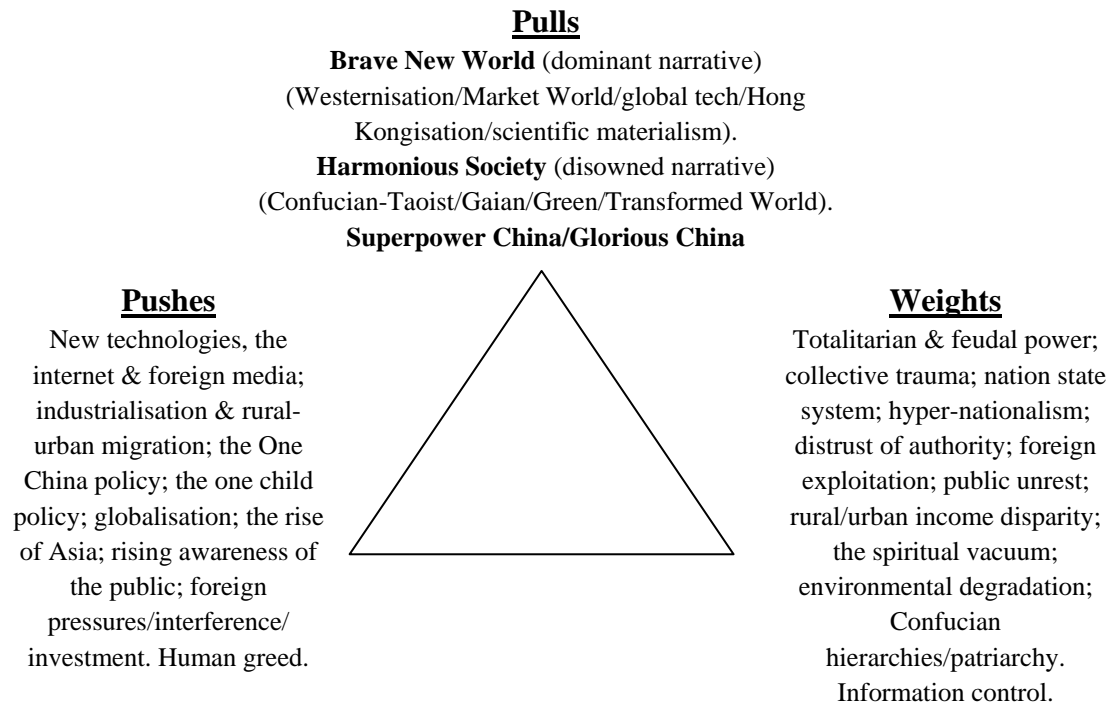 Pulls
Brave New World (dominant narrative)
(Westernisation/Market World/global tech/Hong
Kongisation/scientific materialism).
Harmonious Society (disowned narrative)
(Confucian-Taoist/Gaian/Green/Transformed World).
Superpower China/Glorious China
Pushes
New technologies, the
internet & foreign media;
industrialisation & rural-
urban migration; the One
China policy; the one child
policy; globalisation; the rise
of Asia; rising awareness of
the public; foreign
pressures/interference/
investment. Human greed.
Weights
Totalitarian & feudal power;
collective trauma; nation state
system; hyper-nationalism;
distrust of authority; foreign
exploitation; public unrest;
rural/urban income disparity;
the spiritual vacuum;
environmental degradation;
Confucian
hierarchies/patriarchy.
Information control.